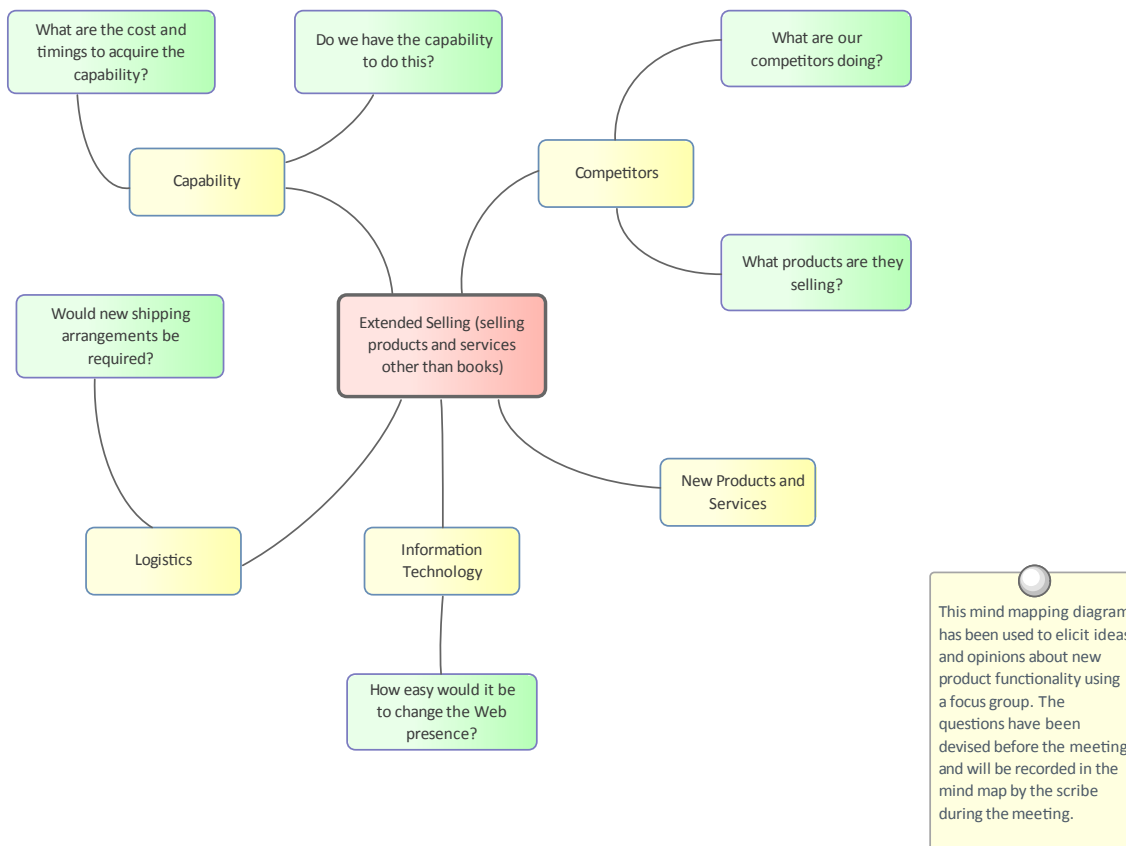 What are the cost and
timings to acquire the
capability?
Do we have the capability
to do this?
What are our
competitors doing?
Capability
Competitors
What products are they
selling?
Would new shipping
arrangements be
required?
Extended Selling (selling
products and services
other than books)
New Products and
Services
Logistics
Information
Technology
How easy would it be
to change the Web
presence?
This mind mapping diagram
has been used to elicit ideas
and opinions about new
product functionality using
a focus group. The
questions have been
devised before the meeting
and will be recorded in the
mind map by the scribe
during the meeting.